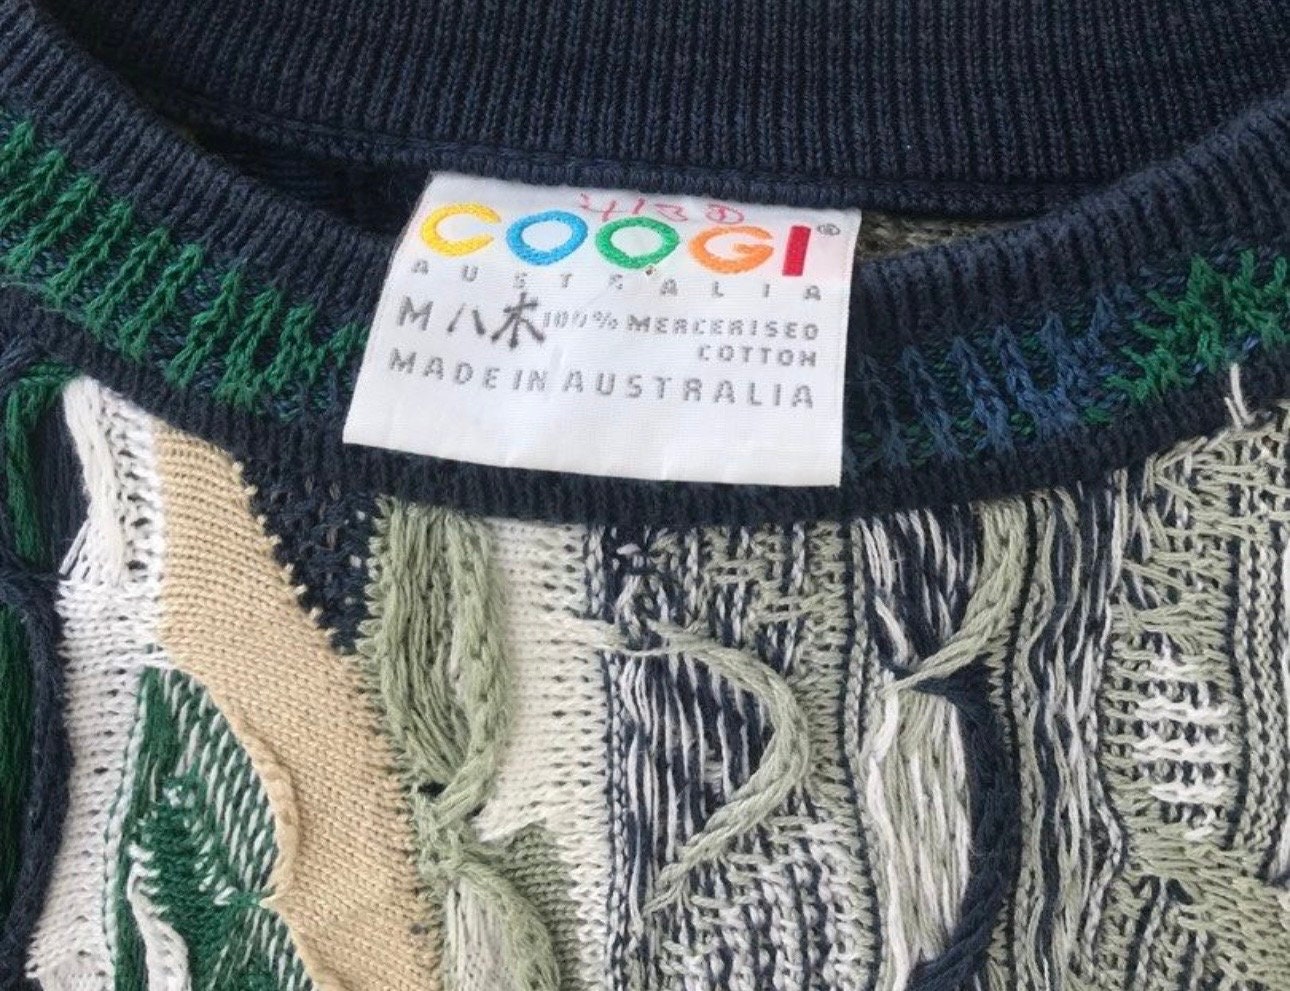 COOGI®
AUSTRALIA
M 八木 100% MERCERISED
COTTON
MADE IN AUSTRALIA